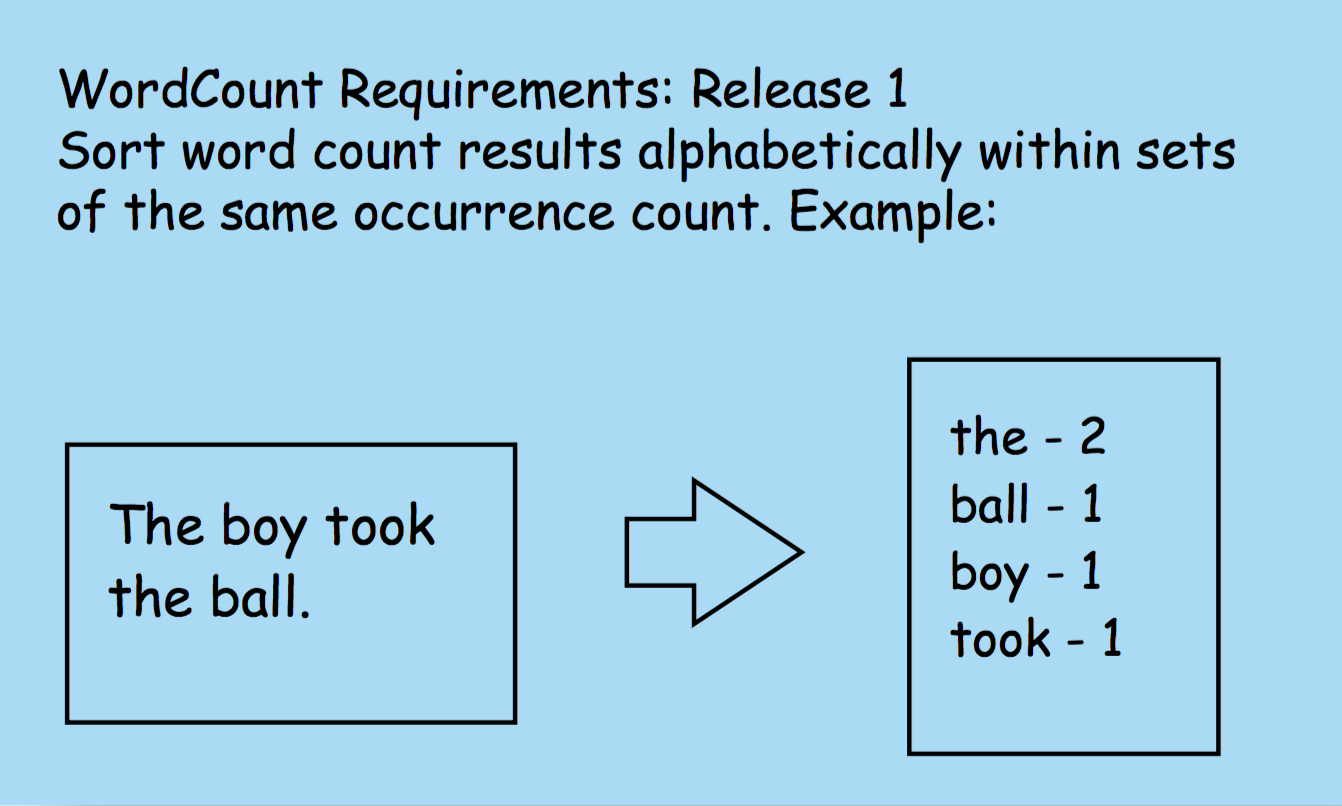 WordCount Requirements: Release 1
Sort word count results alphabetically within sets
of the same occurrence count. Example:
The boy took
the ball.
the - 2
ball - 1
boy - 1
took - 1